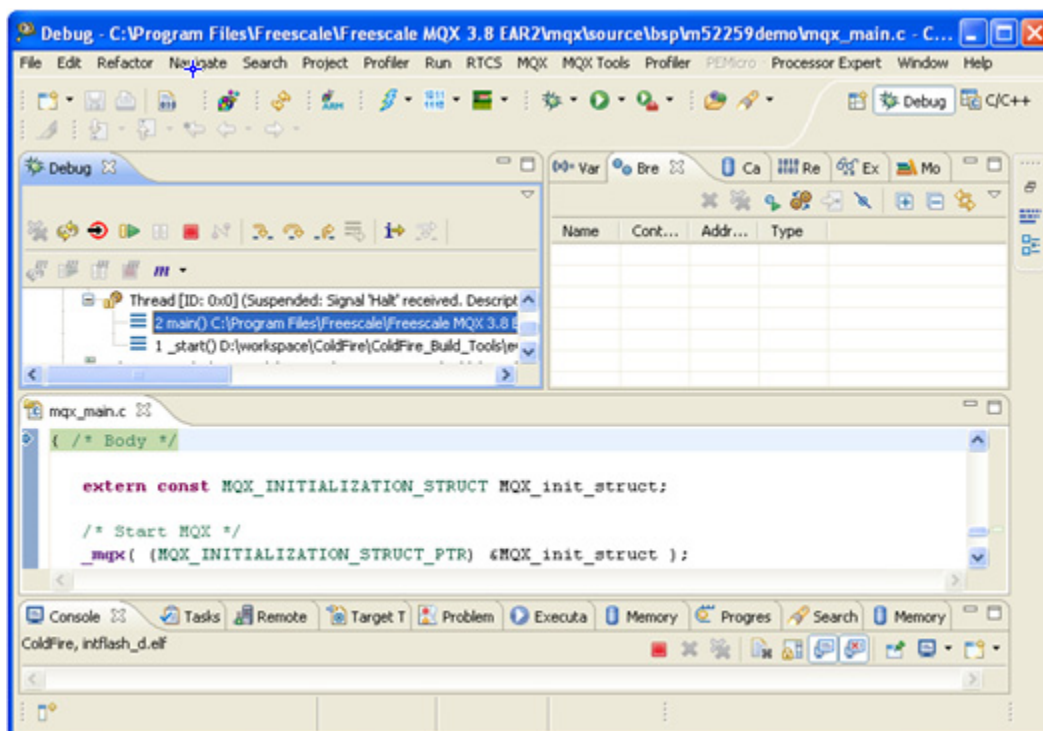 Debug - C:\Program Files\Freescale\Freescale MQX 3.8 EAR2\mqx\source\bsp\m52259demo\mqx_main.c - C...
File Edit Refactor Navigate Search Project Profiler Run RTCS MQX MQX Tools Profiler PEMicro Processor Expert Window Help
Debug C/C++
Debug
Var Bre Ca Re Ex Mo
Name Cont... Addr... Type
m
Thread [ID: 0x0] (Suspended: Signal 'Halt' received. Descript
2 main() C:\Program Files\Freescale\Freescale MQX 3.8 E
1 _start() D:\workspace\ColdFire\ColdFire_Build_Tools\e
mqx_main.c
{ /* Body */
extern const MQX_INITIALIZATION_STRUCT MQX_init_struct;
/* Start MQX */
_mqx( (MQX_INITIALIZATION_STRUCT_PTR) &MQX_init_struct );
Console Tasks Remote Target T Problem Executa Memory Progres Search Memory
ColdFire, intflash_d.elf